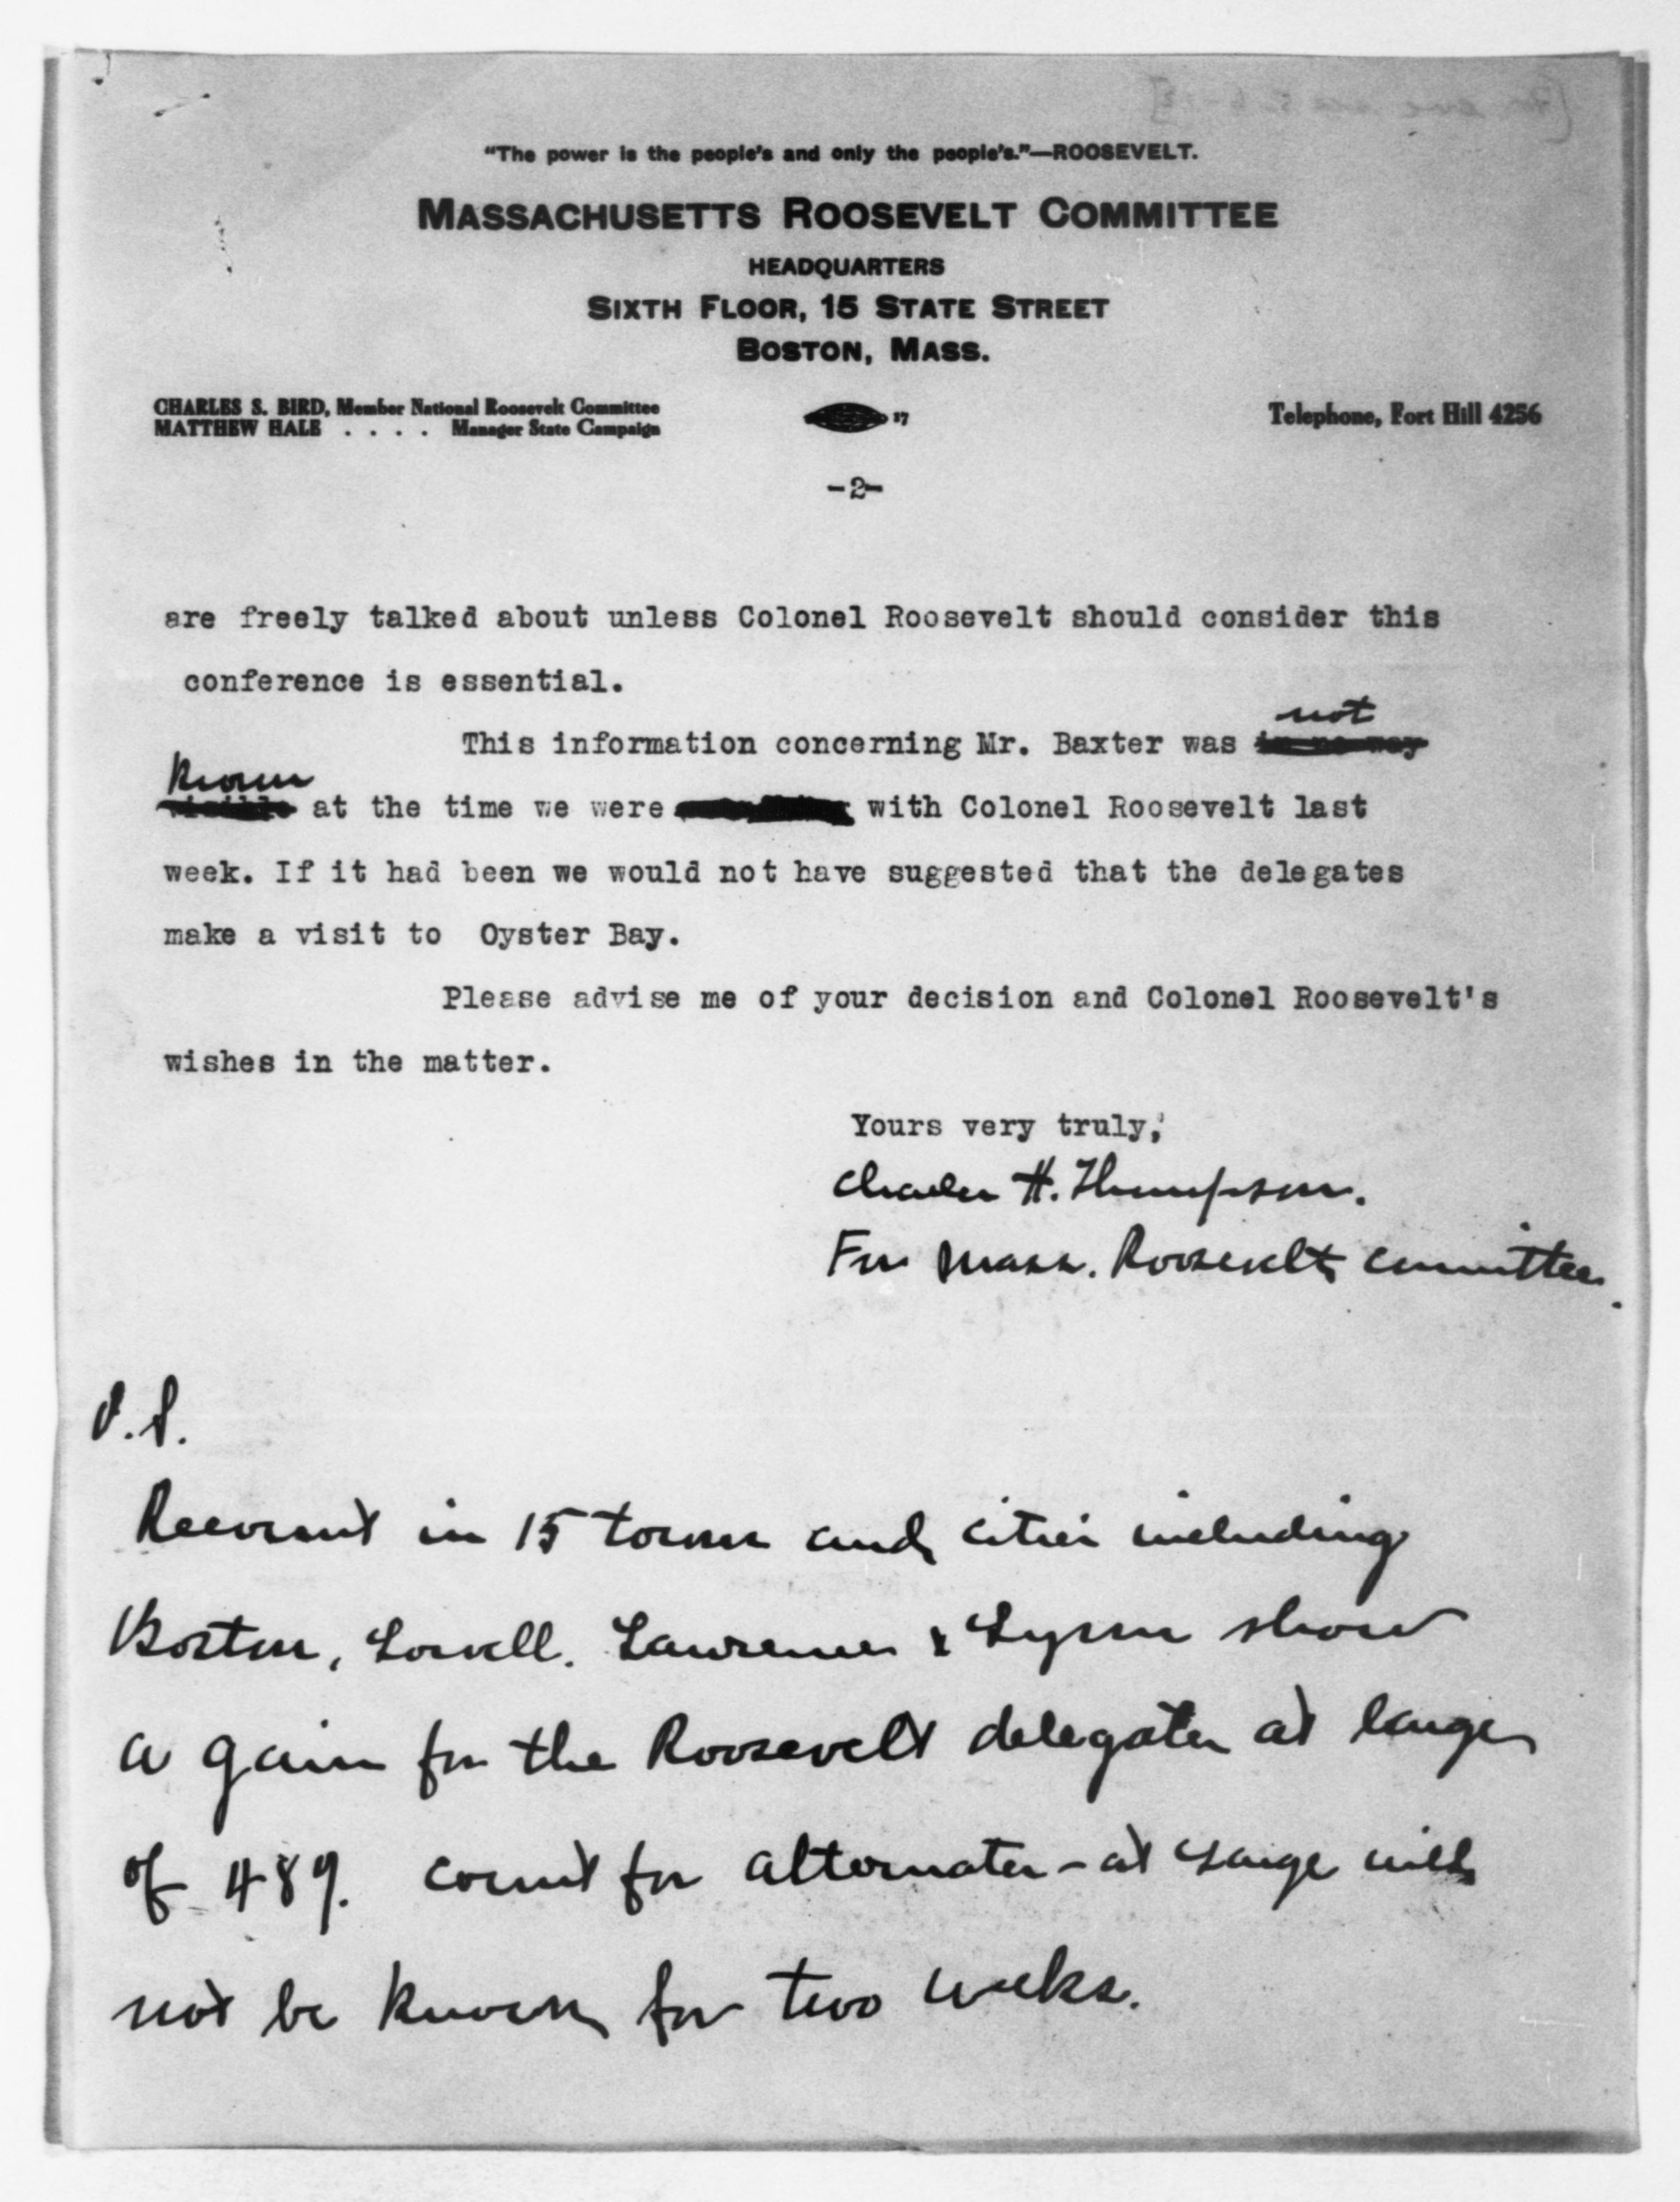 "The power is the people's and only the people's."—ROOSEVELT.
MASSACHUSETTS ROOSEVELT COMMITTEE
HEADQUARTERS
SIXTH FLOOR, 15 STATE STREET
BOSTON, MASS.
CHARLES S. BIRD, Member National Roosevelt Committee
MATTHEW HALE . . . . Manager State Campaign
17
Telephone, Fort Hill 4256
-2-
are freely talked about unless Colonel Roosevelt should consider this
conference is essential.
not
This information concerning Mr. Baxter was in no way
known
visible at the time we were with Colonel Roosevelt last
week. If it had been we would not have suggested that the delegates
make a visit to Oyster Bay.
Please advise me of your decision and Colonel Roosevelt's
wishes in the matter.
Yours very truly,
Charles H. Thompson.
For Mass. Roosevelt Committee.
P.S.
Recount in 15 towns and cities including
Boston, Lowell. Lawrence & Lynn show
a gain for the Roosevelt delegates at large
of 489. count for alternates-at Large will
not be known for two weeks.